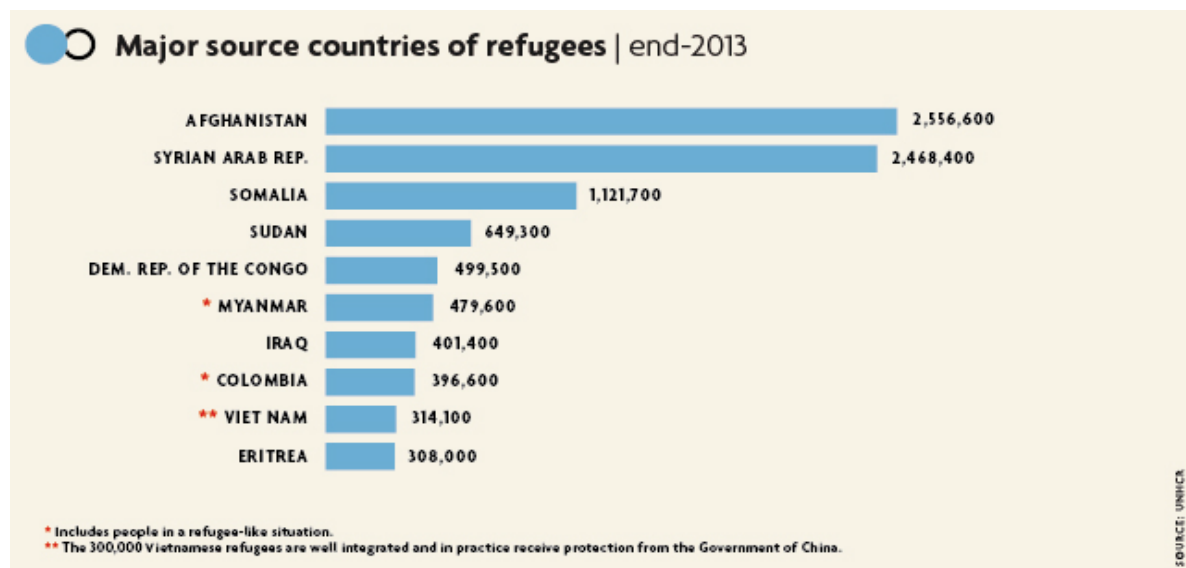 Major source countries of refugees | end-2013
AFGHANISTAN 2,556,600
SYRIAN ARAB REP. 2,468,400
SOMALIA 1,121,700
SUDAN 649,300
DEM. REP. OF THE CONGO 499,500
* MYANMAR 479,600
IRAQ 401,400
* COLOMBIA 396,600
** VIET NAM 314,100
ERITREA 308,000
* Includes people in a refugee-like situation.
** The 300,000 Vietnamese refugees are well integrated and in practice receive protection from the Government of China.
SOURCE: UNHCR